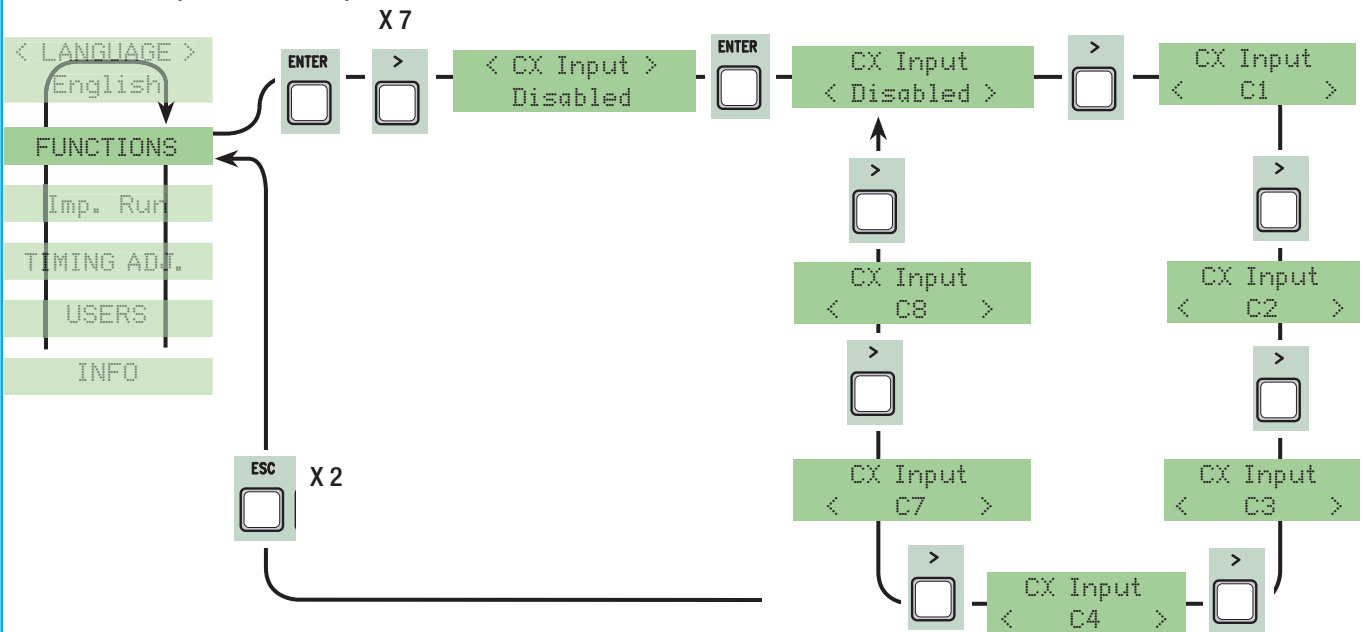 X 7
< LANGUAGE >
English
FUNCTIONS
Imp. Run
TIMING ADJ.
USERS
INFO
ENTER
>
< CX Input >
Disabled
ENTER
CX Input
< Disabled >
>
CX Input
< C1 >
>
CX Input
< C2 >
>
CX Input
< C3 >
>
CX Input
< C4 >
>
CX Input
< C7 >
>
CX Input
< C8 >
>
ESC
X 2